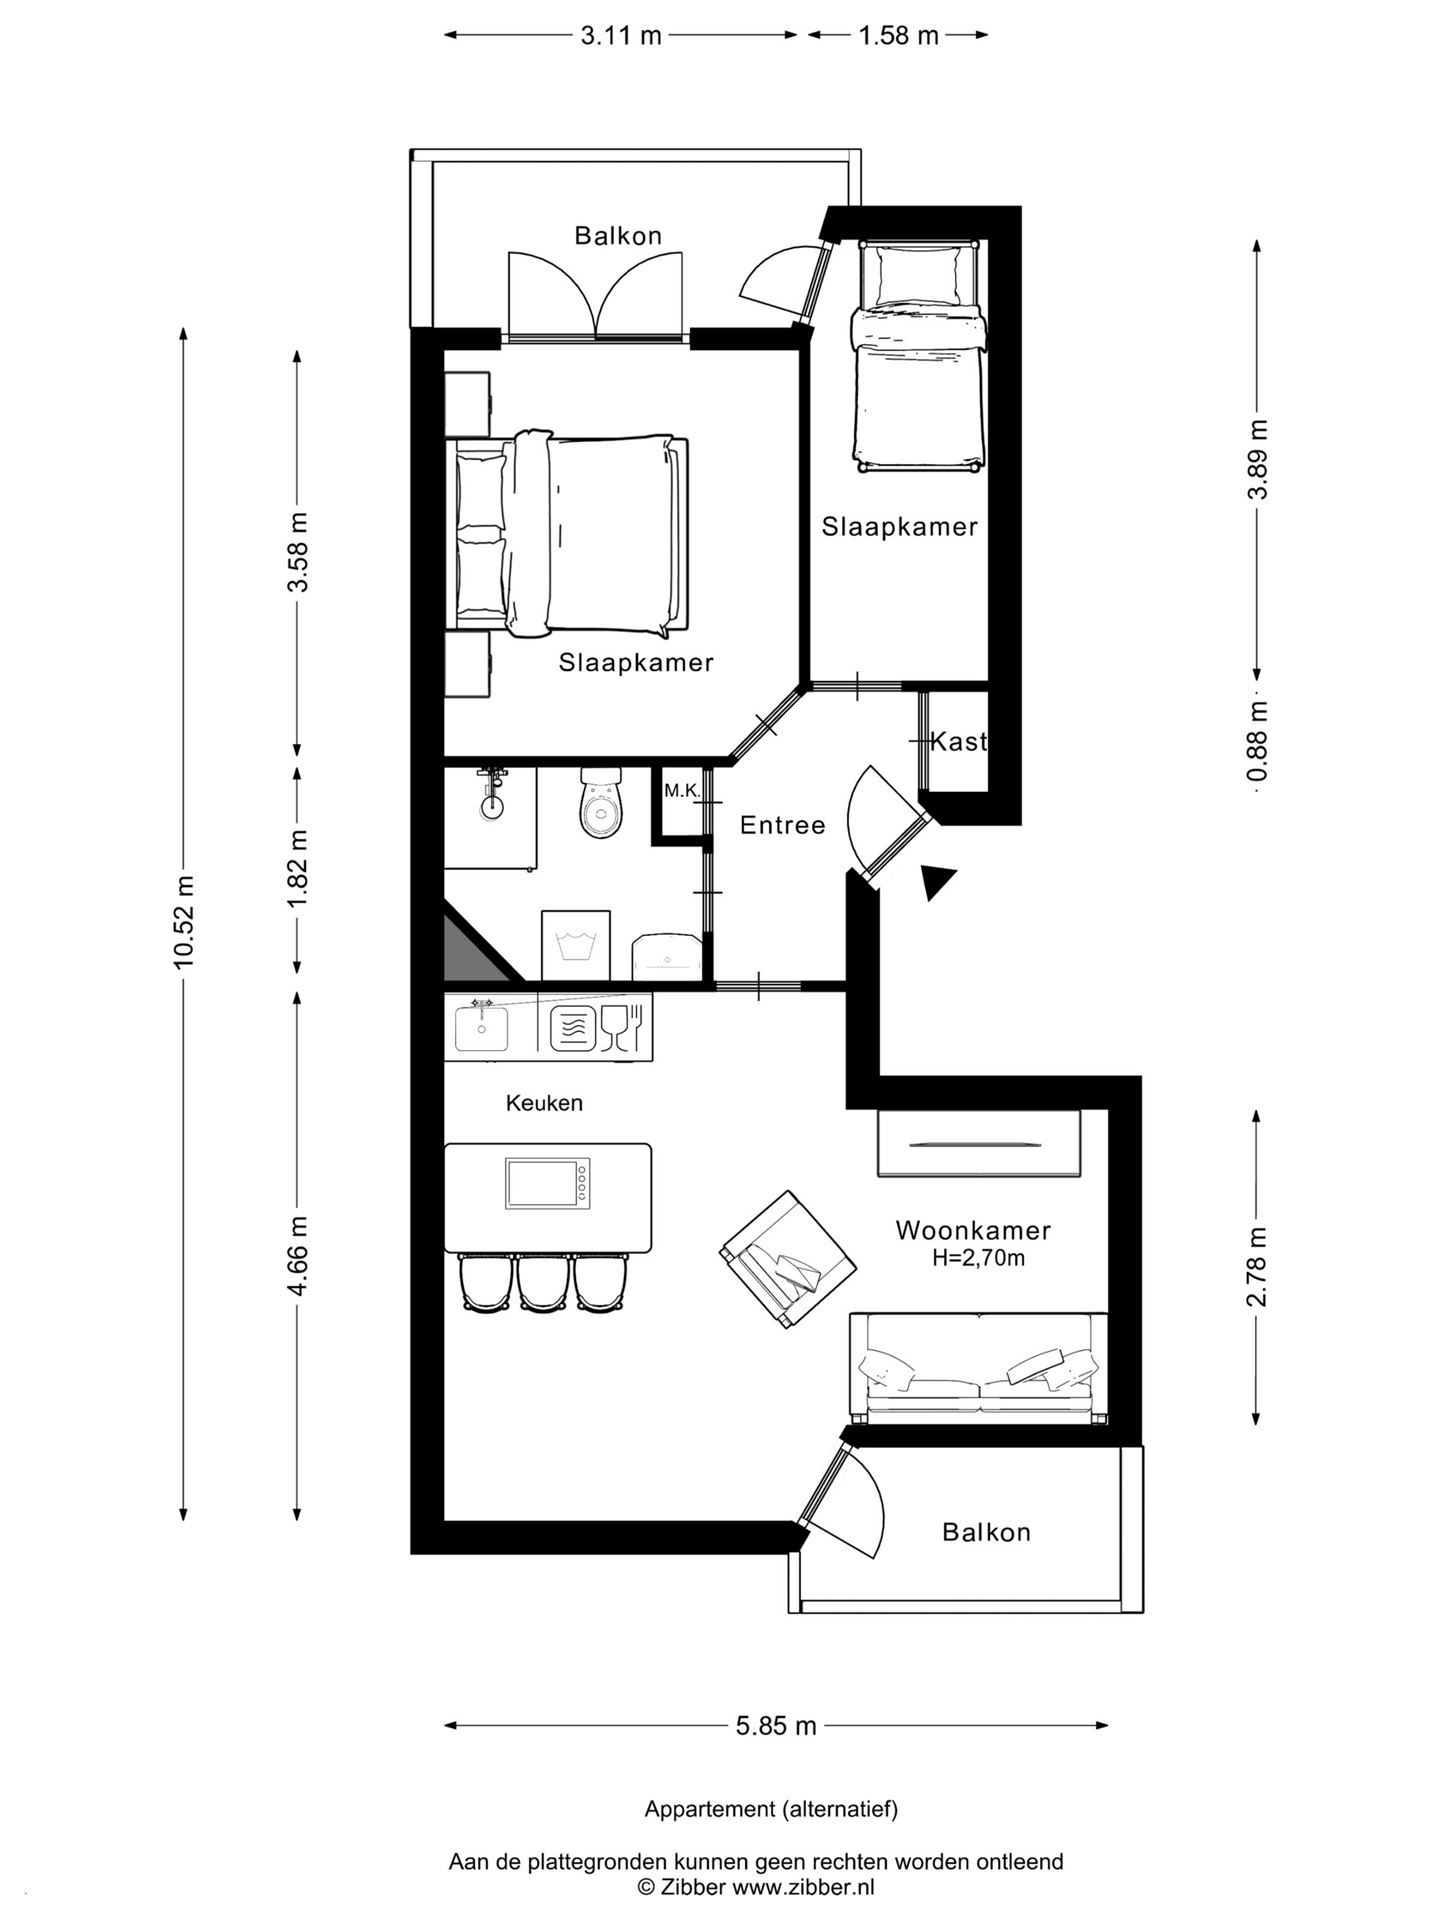 3.11 m
1.58 m
Balkon
3.89 m
3.58 m
Slaapkamer
Slaapkamer
0.88 m
Kast
M.K.
Entree
1.82 m
10.52 m
Keuken
4.66 m
Woonkamer
H=2,70m
2.78 m
Balkon
5.85 m
Appartement (alternatief)
Aan de plattegronden kunnen geen rechten worden ontleend
© Zibber www.zibber.nl